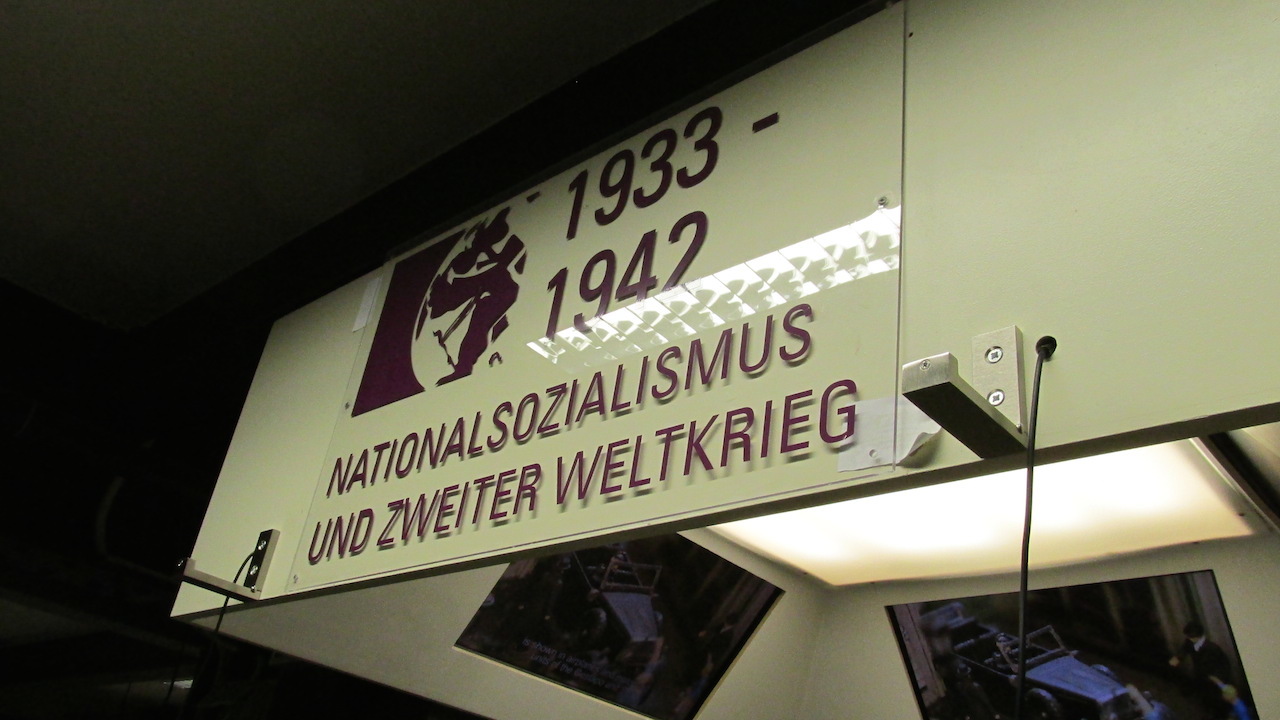 - 1933 -
1942
NATIONALSOZIALISMUS
UND ZWEITER WELTKRIEG